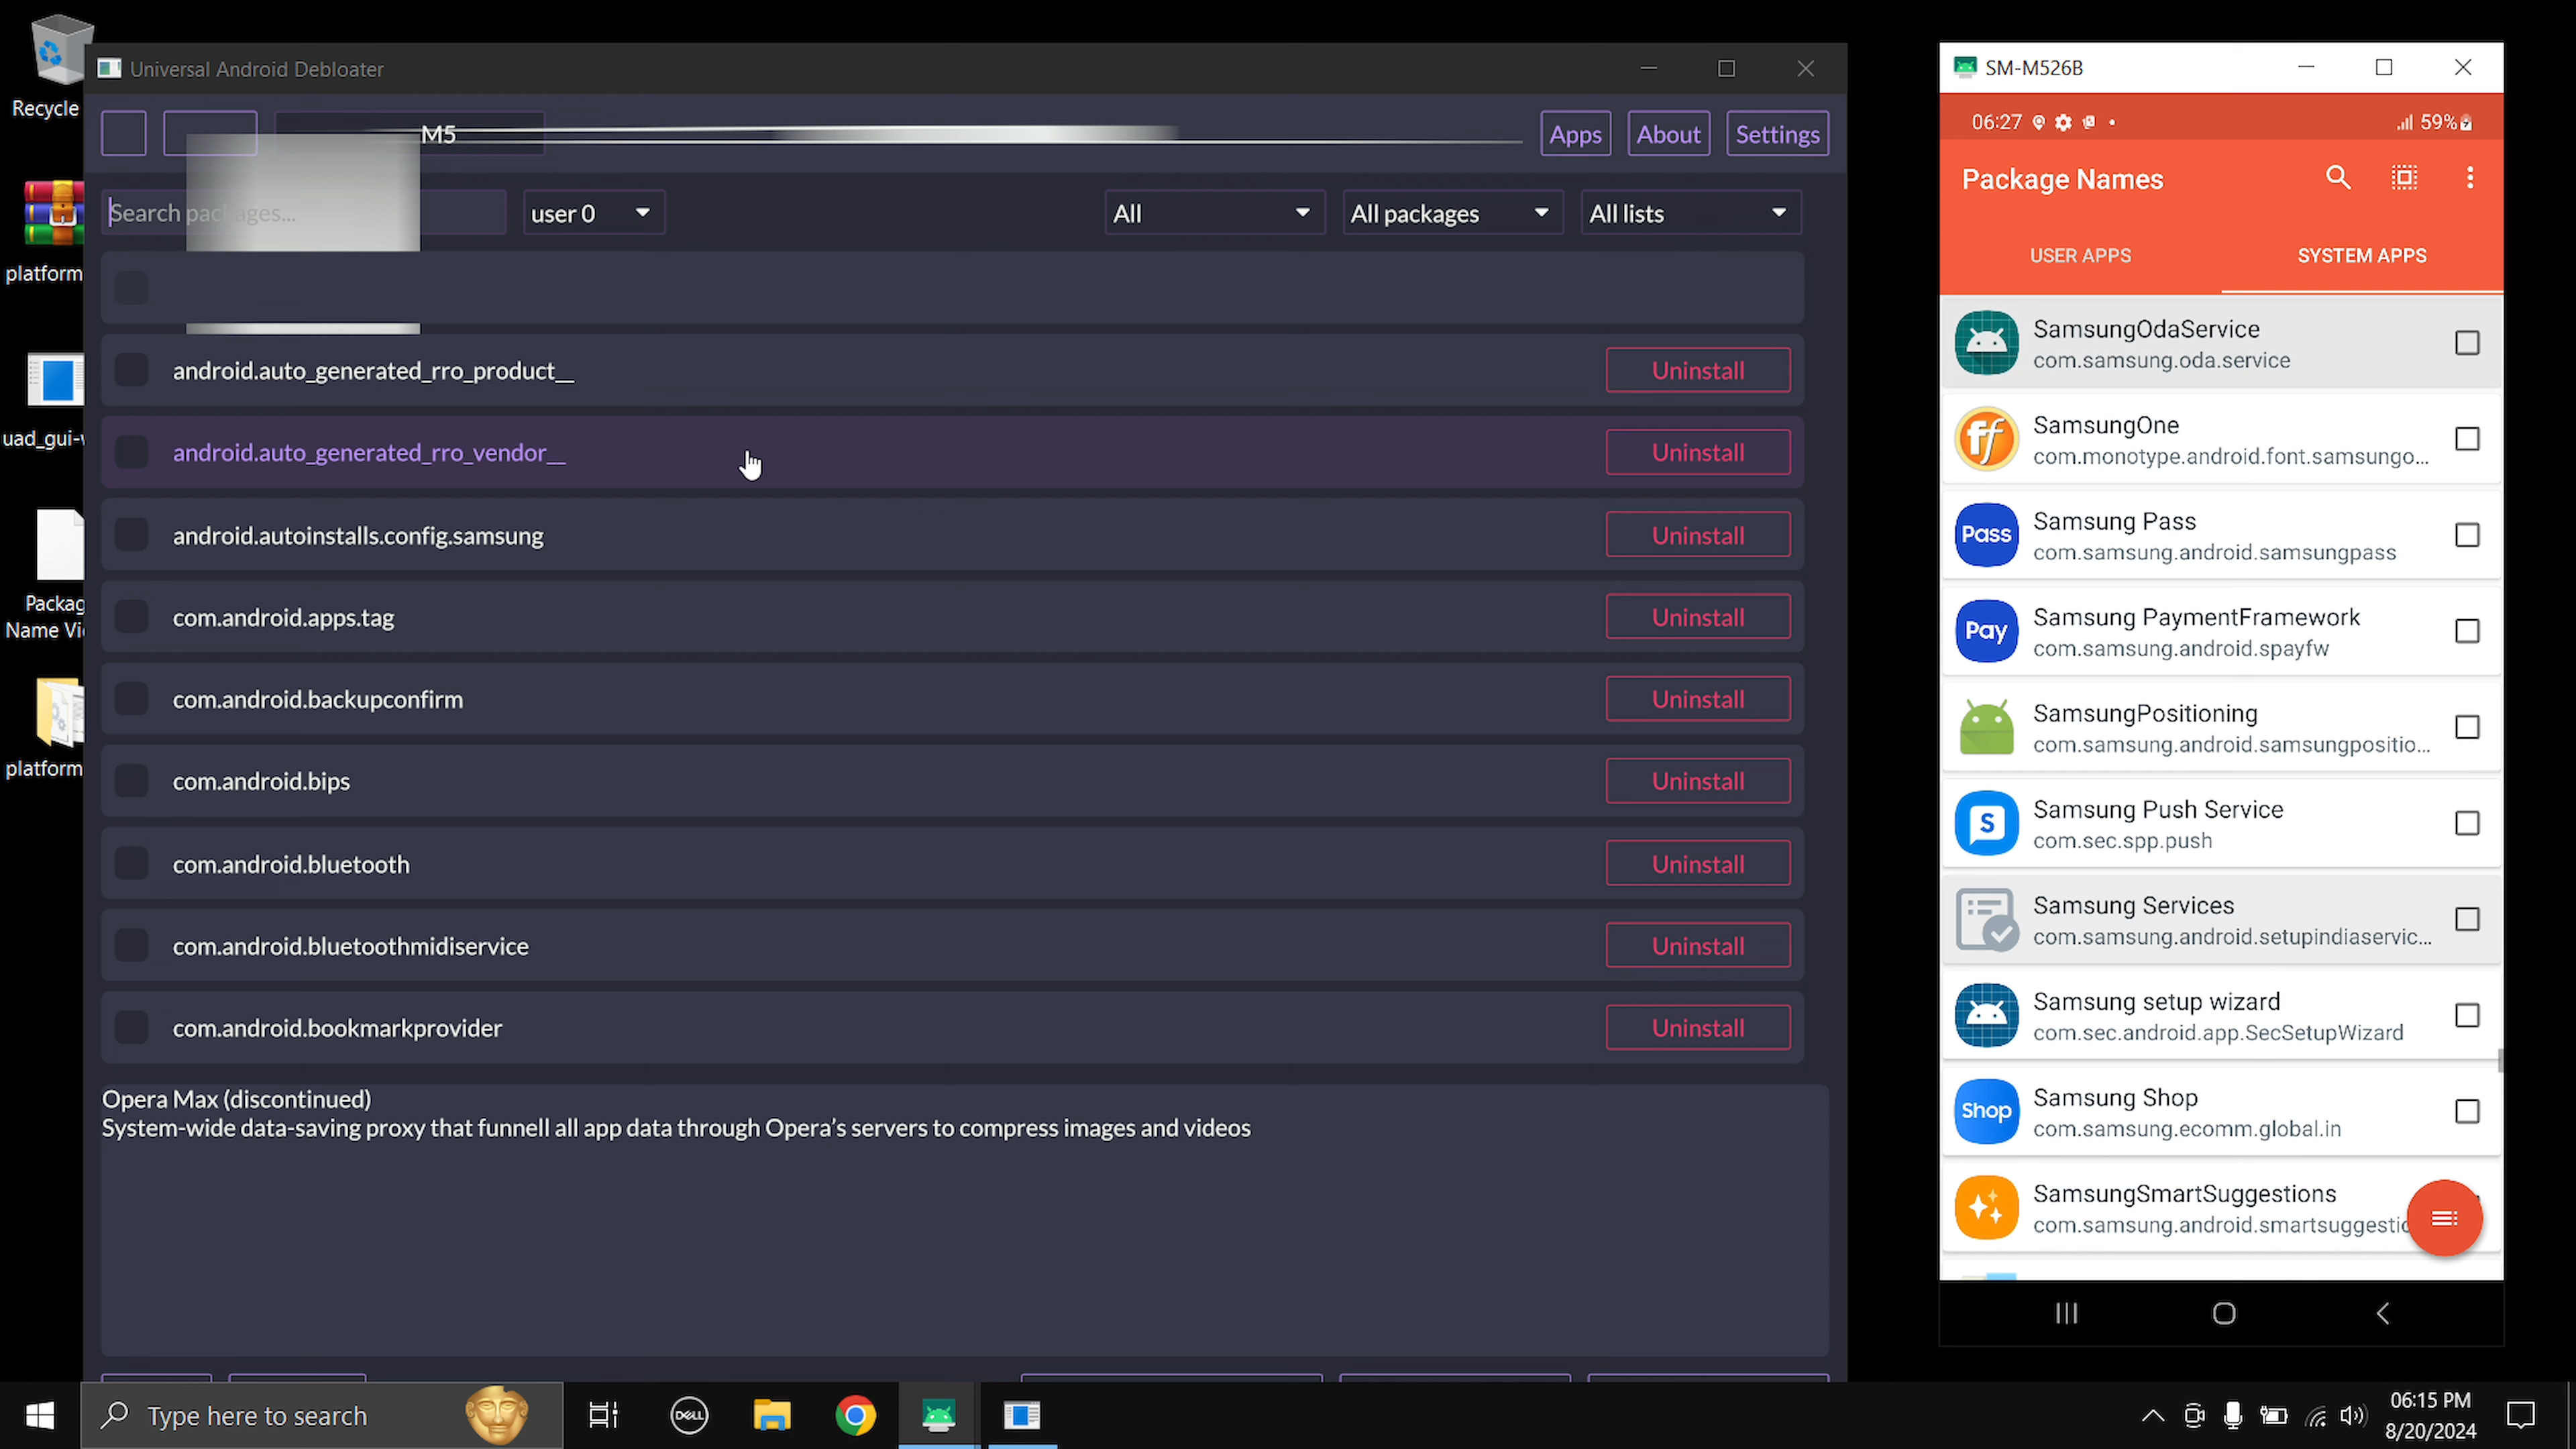 Recycle
platform
uad_gui-v
Packag
Name Vi
platform
Universal Android Debloater
M5
Apps
About
Settings
Search packages...
user 0
All
All packages
All lists
android.auto_generated_rro_product__
Uninstall
android.auto_generated_rro_vendor__
Uninstall
android.autoinstalls.config.samsung
Uninstall
com.android.apps.tag
Uninstall
com.android.backupconfirm
Uninstall
com.android.bips
Uninstall
com.android.bluetooth
Uninstall
com.android.bluetoothmidiservice
Uninstall
com.android.bookmarkprovider
Uninstall
Opera Max (discontinued)
System-wide data-saving proxy that funnell all app data through Opera's servers to compress images and videos
SM-M526B
06:27
59%
Package Names
USER APPS
SYSTEM APPS
SamsungOdaService
com.samsung.oda.service
SamsungOne
com.monotype.android.font.samsungo...
Samsung Pass
Pass
com.samsung.android.samsungpass
Samsung PaymentFramework
Pay
com.samsung.android.spayfw
SamsungPositioning
com.samsung.android.samsungpositio...
Samsung Push Service
S
com.sec.spp.push
Samsung Services
com.samsung.android.setupindiaservic...
Samsung setup wizard
com.sec.android.app.SecSetupWizard
Samsung Shop
Shop
com.samsung.ecomm.global.in
SamsungSmartSuggestions
com.samsung.android.smartsuggestic
Type here to search
DELL
06:15 PM
8/20/2024